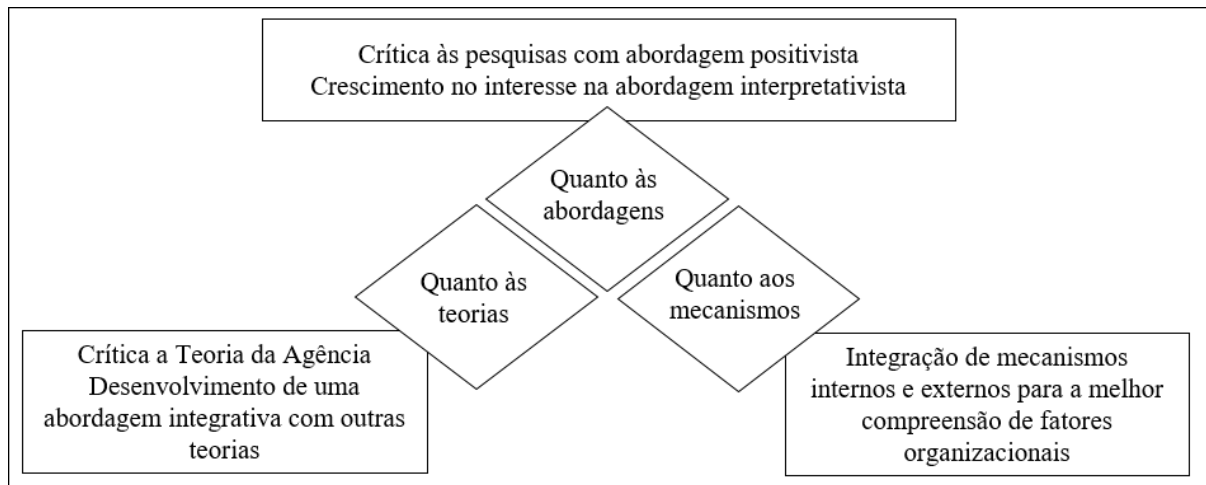 Crítica às pesquisas com abordagem positivista
Crescimento no interesse na abordagem interpretativista
Quanto às
abordagens
Quanto às
teorias
Quanto aos
mecanismos
Crítica a Teoria da Agência
Desenvolvimento de uma
abordagem integrativa com outras
teorias
Integração de mecanismos
internos e externos para a melhor
compreensão de fatores
organizacionais